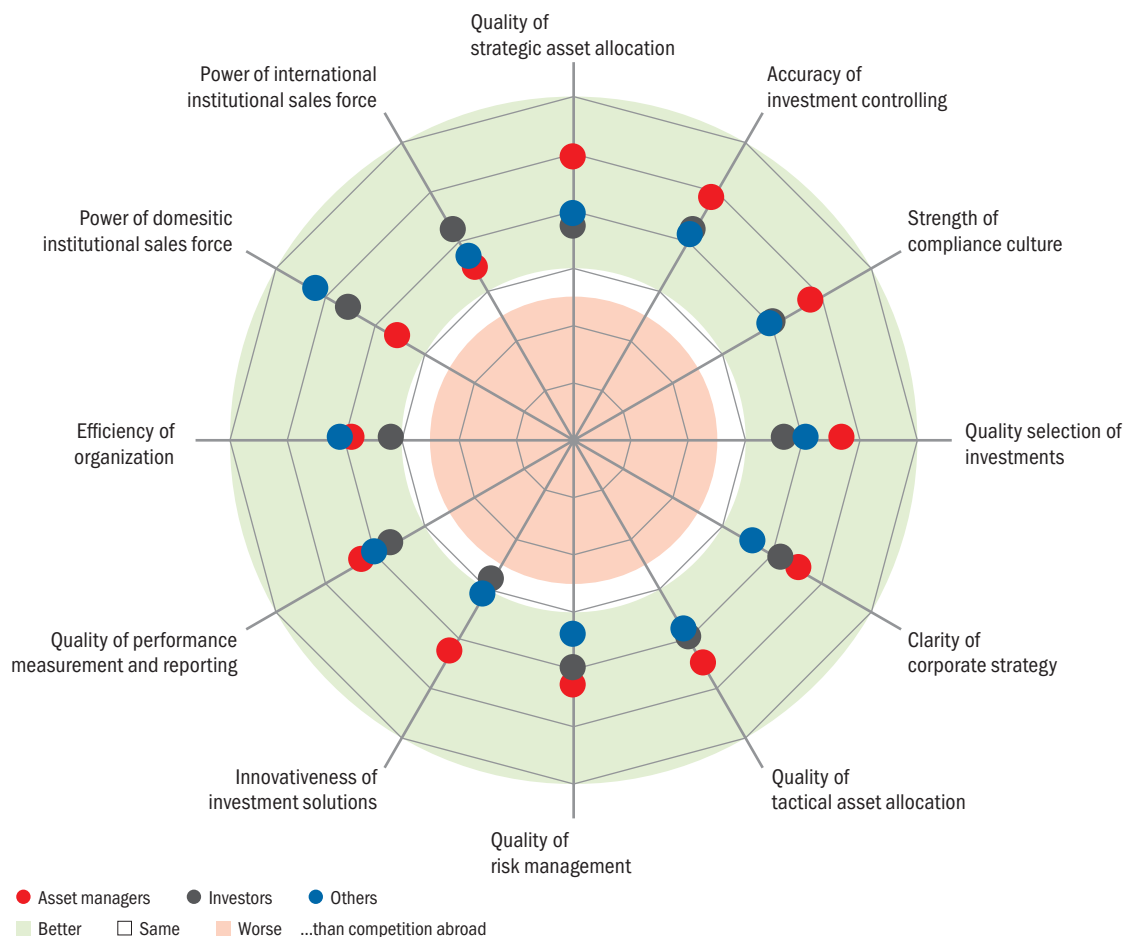 Quality of
strategic asset allocation
Accuracy of
investment controlling
Strength of
compliance culture
Quality selection of
investments
Clarity of
corporate strategy
Quality of
tactical asset allocation
Quality of
risk management
Innovativeness of
investment solutions
Quality of performance
measurement and reporting
Efficiency of
organization
Power of domesitic
institutional sales force
Power of international
institutional sales force
Asset managers Investors Others
Better Same Worse ...than competition abroad